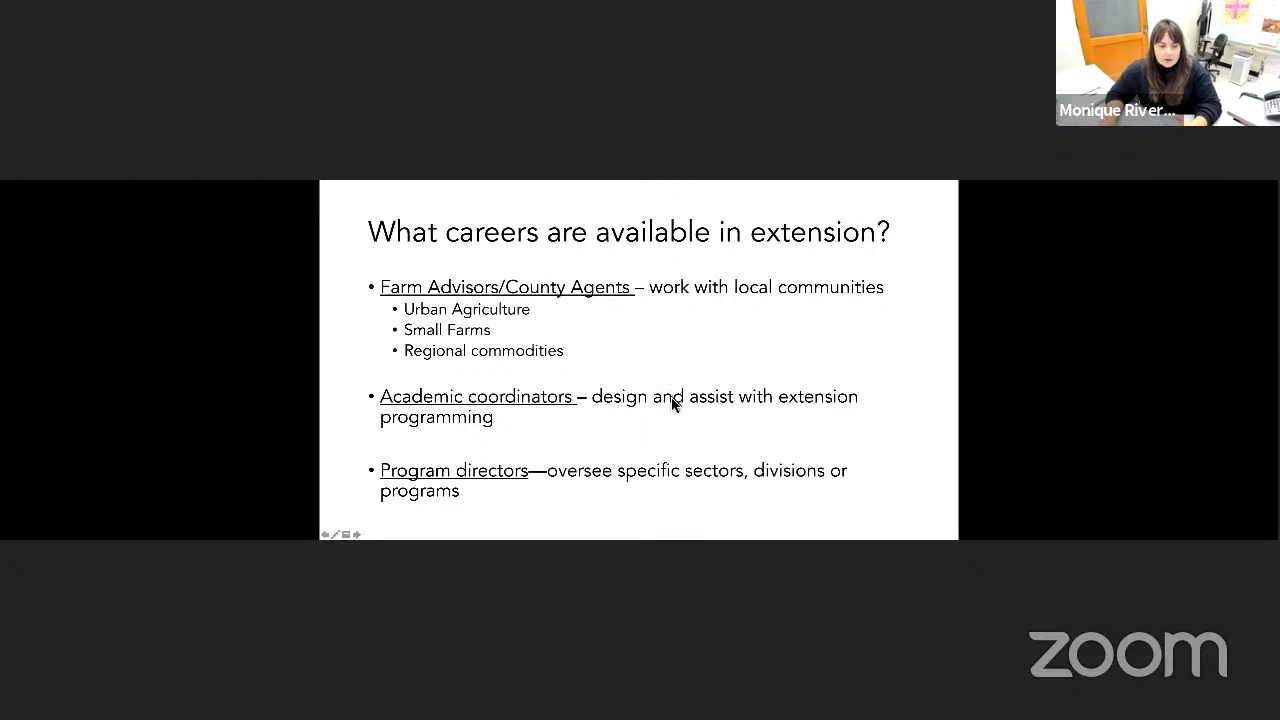 Monique River...
What careers are available in extension?
• Farm Advisors/County Agents – work with local communities
• Urban Agriculture
• Small Farms
• Regional commodities
• Academic coordinators – design and assist with extension
programming
• Program directors—oversee specific sectors, divisions or
programs
zoom